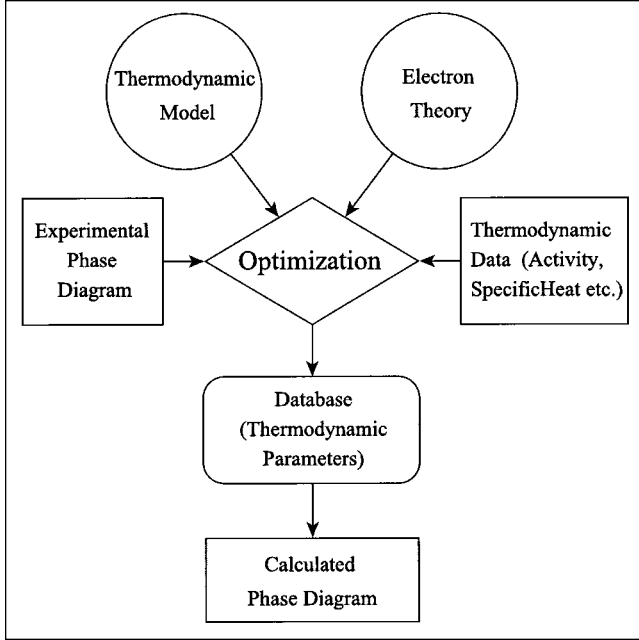 Thermodynamic
Model
Electron
Theory
Experimental
Phase
Diagram
Optimization
Thermodynamic
Data (Activity,
SpecificHeat etc.)
Database
(Thermodynamic
Parameters)
Calculated
Phase Diagram